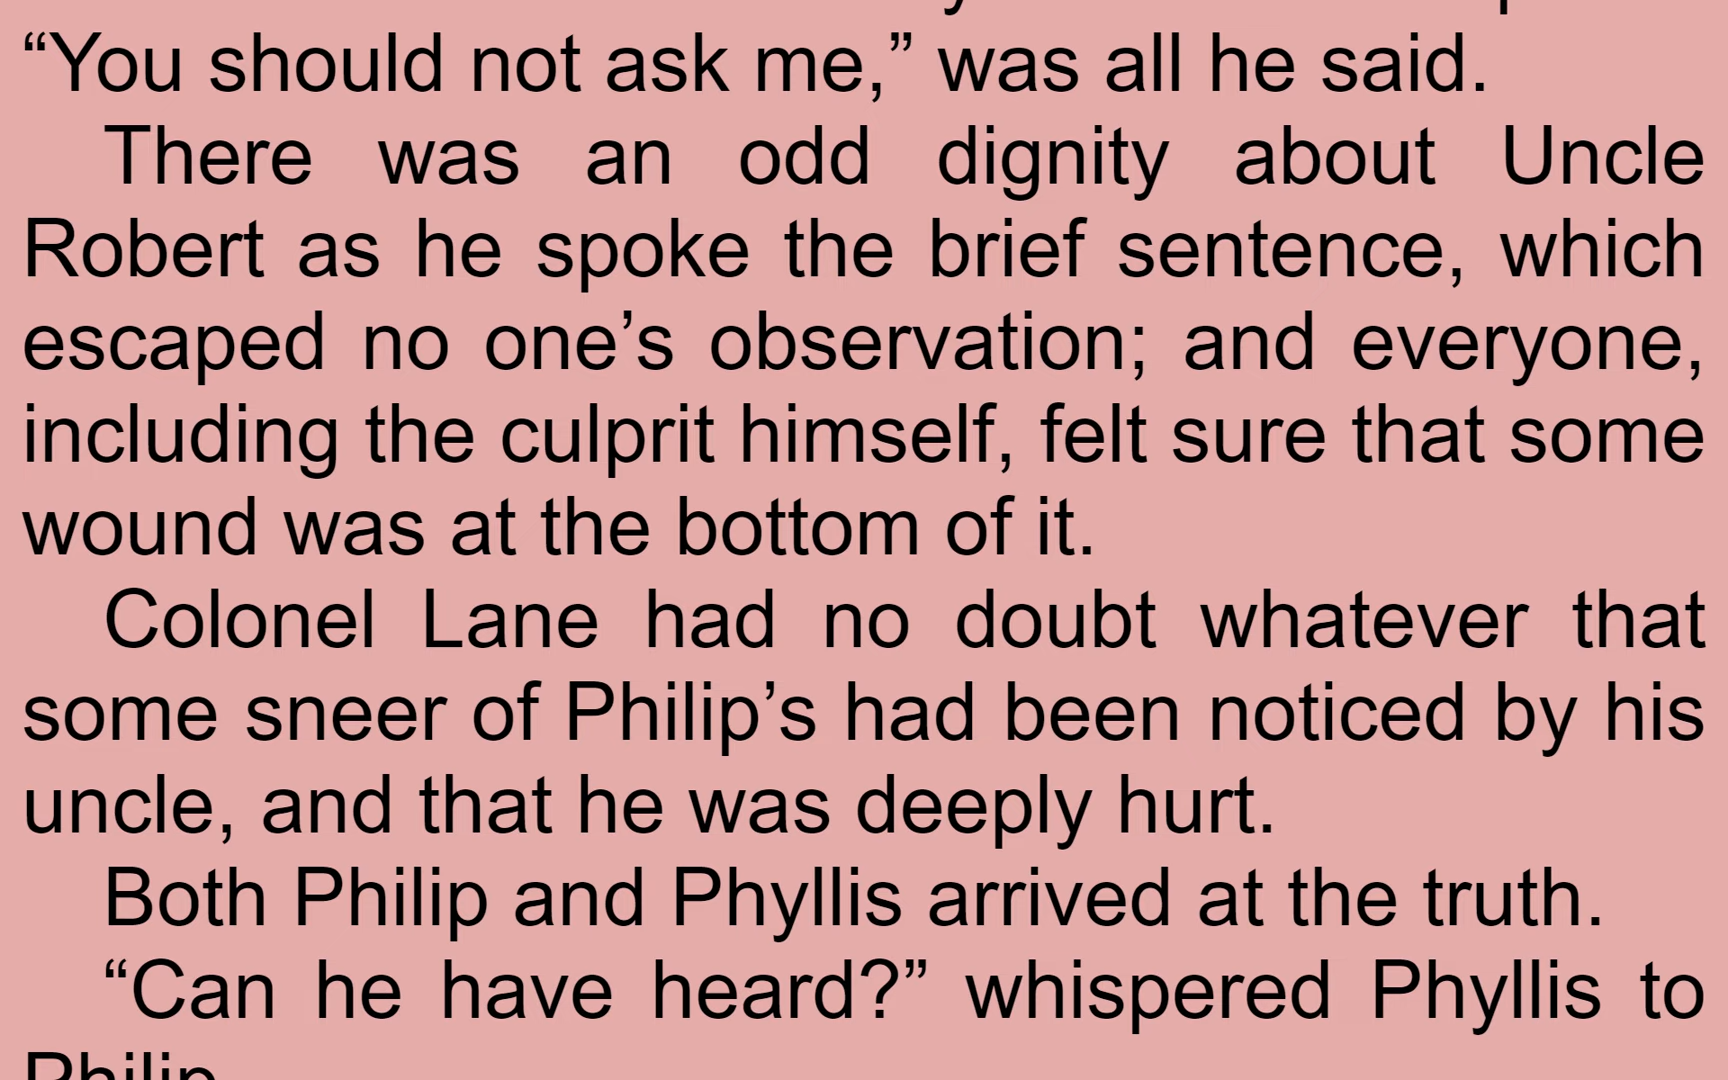 “You should not ask me,” was all he said.
There was an odd dignity about Uncle
Robert as he spoke the brief sentence, which
escaped no one’s observation; and everyone,
including the culprit himself, felt sure that some
wound was at the bottom of it.
Colonel Lane had no doubt whatever that
some sneer of Philip’s had been noticed by his
uncle, and that he was deeply hurt.
Both Philip and Phyllis arrived at the truth.
“Can he have heard?” whispered Phyllis to
Philip